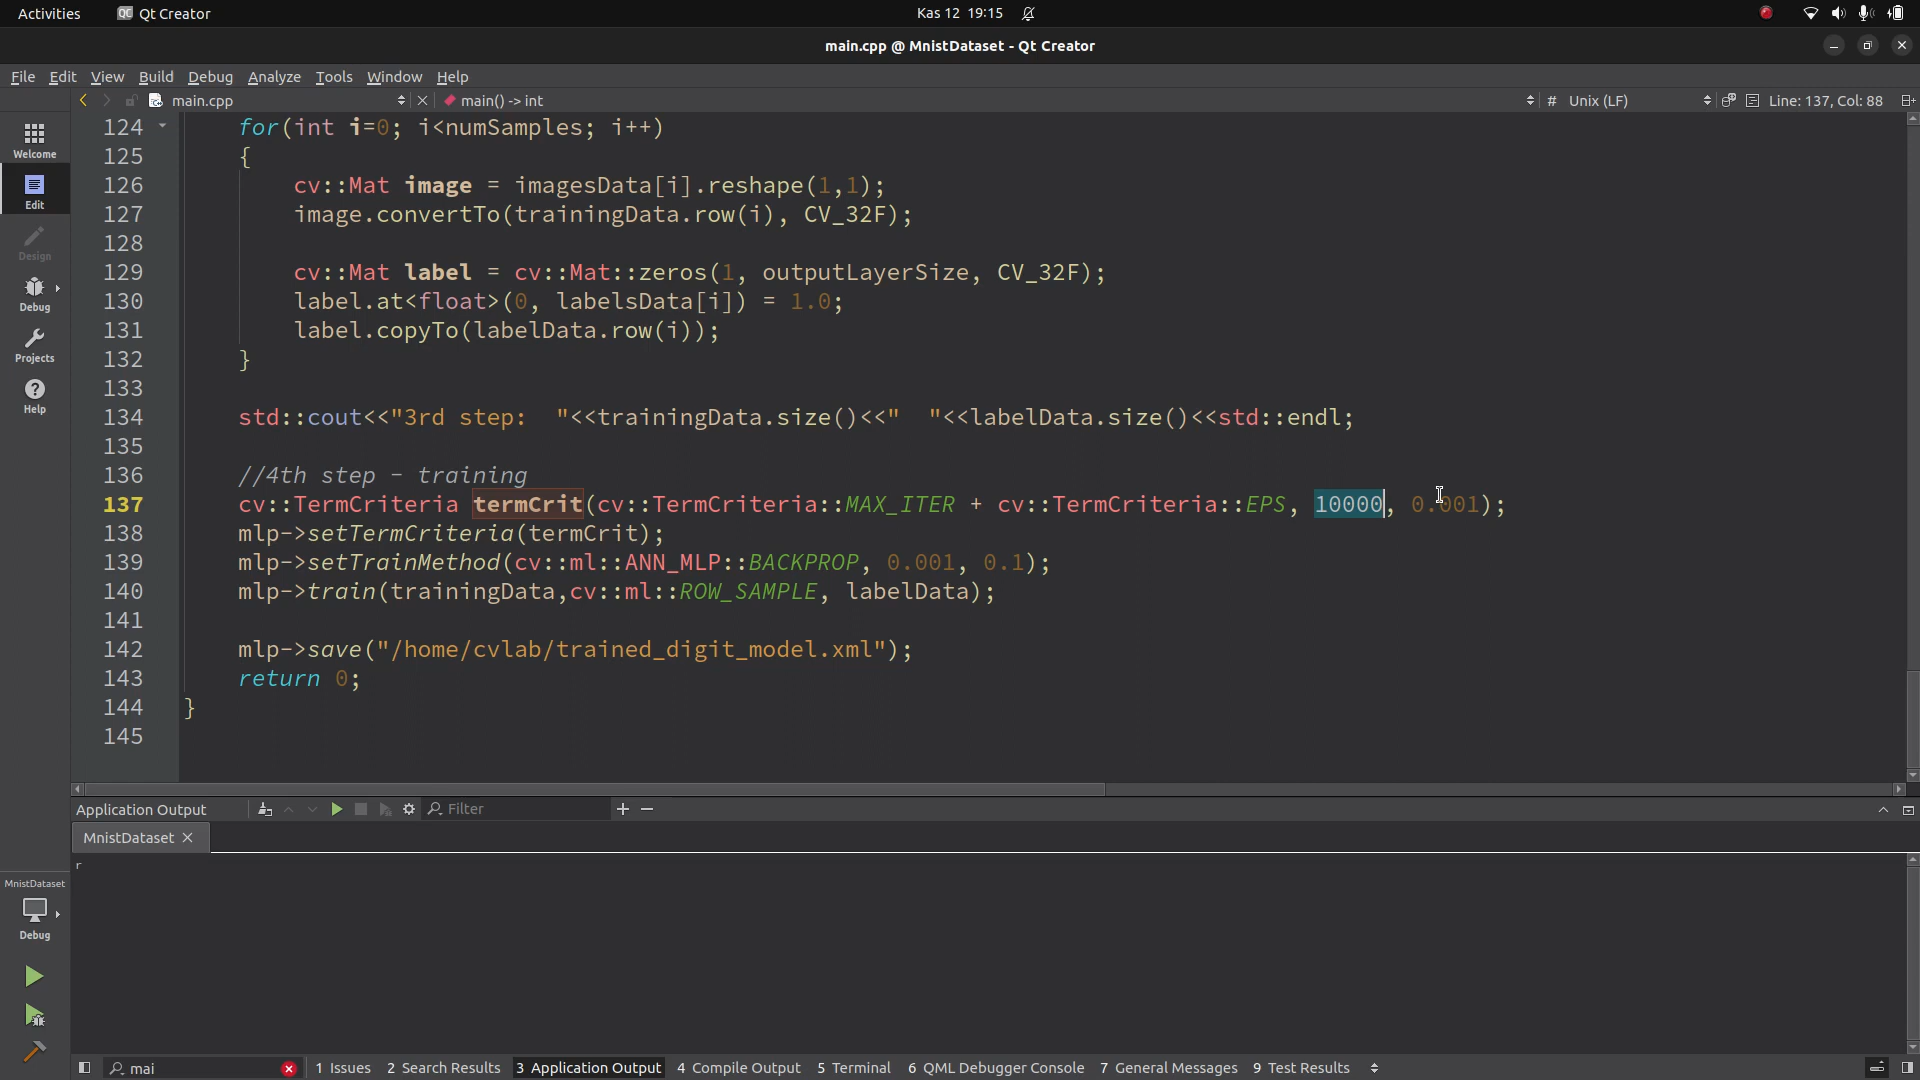 Activities Qt Creator Kas 12 19:15
main.cpp @ MnistDataset - Qt Creator
File Edit View Build Debug Analyze Tools Window Help
main.cpp main() -> int # Unix (LF) Line: 137, Col: 88
Welcome
Edit
Design
Debug
Projects
Help
124 for(int i=0; i<numSamples; i++)
125 {
126 cv::Mat image = imagesData[i].reshape(1,1);
127 image.convertTo(trainingData.row(i), CV_32F);
128
129 cv::Mat label = cv::Mat::zeros(1, outputLayerSize, CV_32F);
130 label.at<float>(0, labelsData[i]) = 1.0;
131 label.copyTo(labelData.row(i));
132 }
133
134 std::cout<<"3rd step:  "<<trainingData.size()<<"  "<<labelData.size()<<std::endl;
135
136 //4th step - training
137 cv::TermCriteria termCrit(cv::TermCriteria::MAX_ITER + cv::TermCriteria::EPS, 10000, 0.001);
138 mlp->setTermCriteria(termCrit);
139 mlp->setTrainMethod(cv::ml::ANN_MLP::BACKPROP, 0.001, 0.1);
140 mlp->train(trainingData,cv::ml::ROW_SAMPLE, labelData);
141
142 mlp->save("/home/cvlab/trained_digit_model.xml");
143 return 0;
144 }
145
Application Output Filter
MnistDataset
r
MnistDataset
Debug
mai 1 Issues 2 Search Results 3 Application Output 4 Compile Output 5 Terminal 6 QML Debugger Console 7 General Messages 9 Test Results